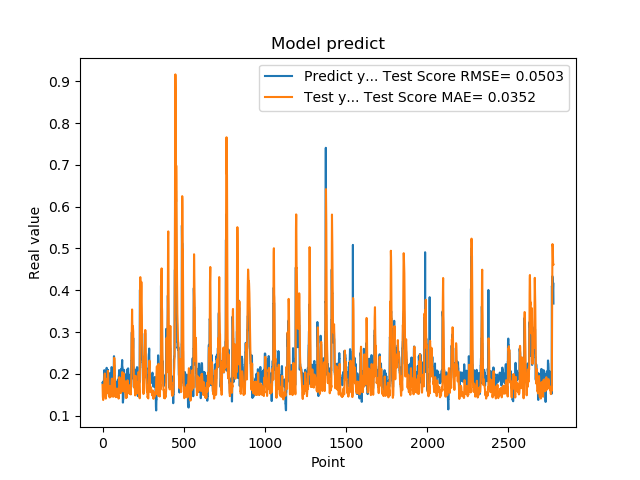 Model predict
Predict y... Test Score RMSE= 0.0503
Test y... Test Score MAE= 0.0352
Real value
0.9
0.8
0.7
0.6
0.5
0.4
0.3
0.2
0.1
0 500 1000 1500 2000 2500
Point